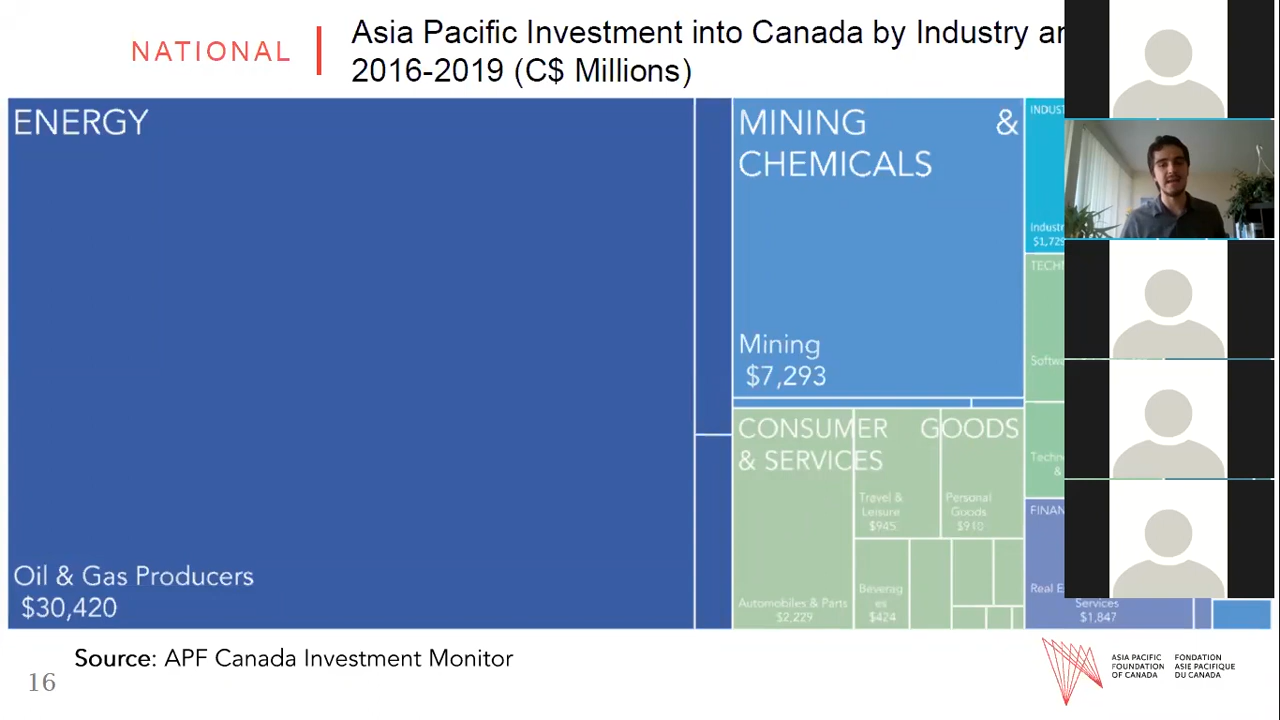 NATIONAL
Asia Pacific Investment into Canada by Industry
2016-2019 (C$ Millions)
ENERGY
Oil & Gas Producers
$30,420
MINING &
CHEMICALS
Mining
$7,293
CONSUMER GOODS
& SERVICES
Automobiles & Parts
$2,229
Travel &
Leisure
$945
Personal
Goods
$910
Beverag
es
$424
Services
$1,847
Real
&
Source: APF Canada Investment Monitor
16
ASIA PACIFIC
FOUNDATION
OF CANADA
FONDATION
ASIE PACIFIQUE
DU CANADA